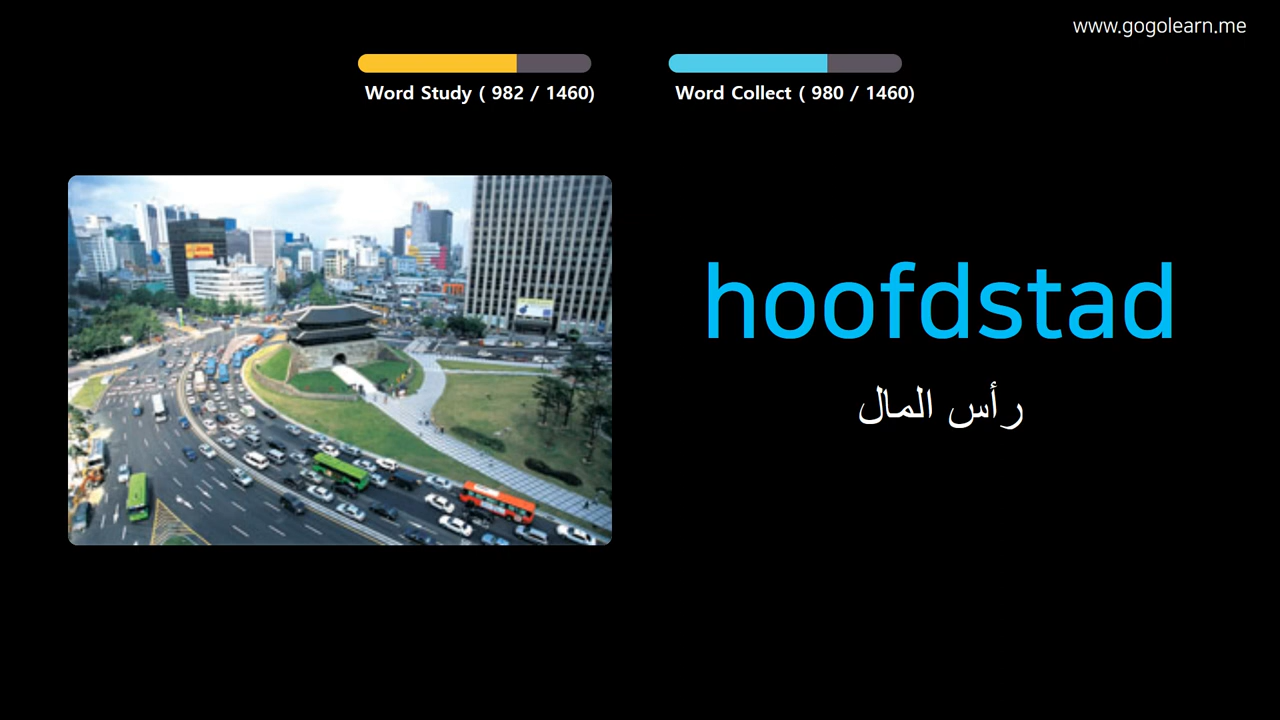 www.gogolearn.me
Word Study ( 982 / 1460)
Word Collect ( 980 / 1460)
hoofdstad
رأس المال